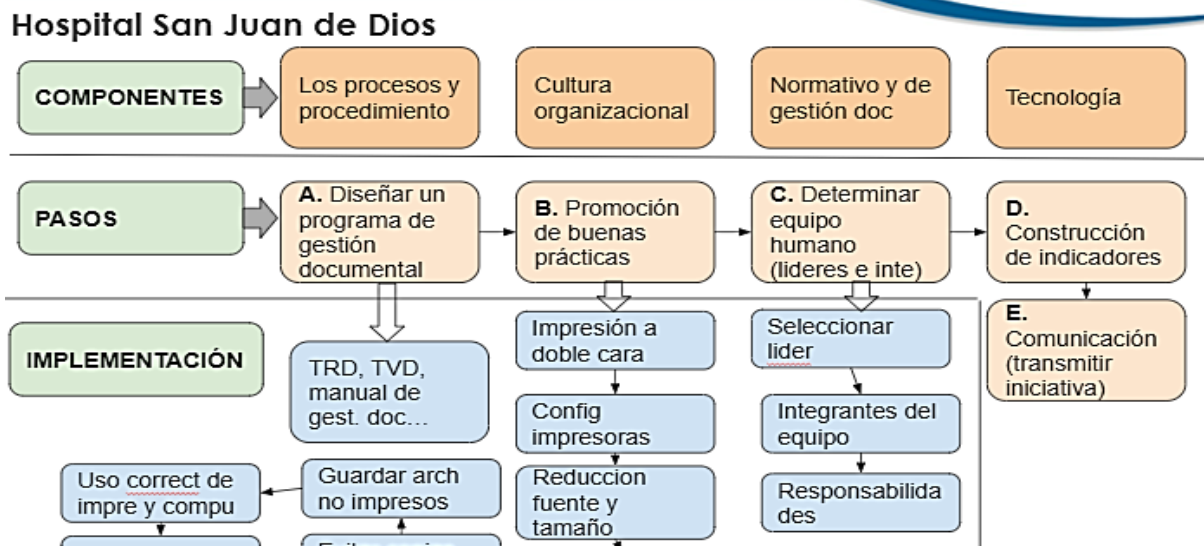 Hospital San Juan de Dios
COMPONENTES
Los procesos y
procedimiento
Cultura
organizacional
Normativo y de
gestión doc
Tecnología
PASOS
A. Diseñar un
programa de
gestión
documental
B. Promoción
de buenas
prácticas
C. Determinar
equipo
humano
(lideres e inte)
D.
Construcción
de indicadores
E.
Comunicación
(transmitir
iniciativa)
IMPLEMENTACIÓN
TRD, TVD,
manual de
gest. doc...
Impresión a
doble cara
Seleccionar
lider
Config
impresoras
Integrantes del
equipo
Uso correct de
impre y compu
Guardar arch
no impresos
Reduccion
fuente y
tamaño
Responsabilida
des